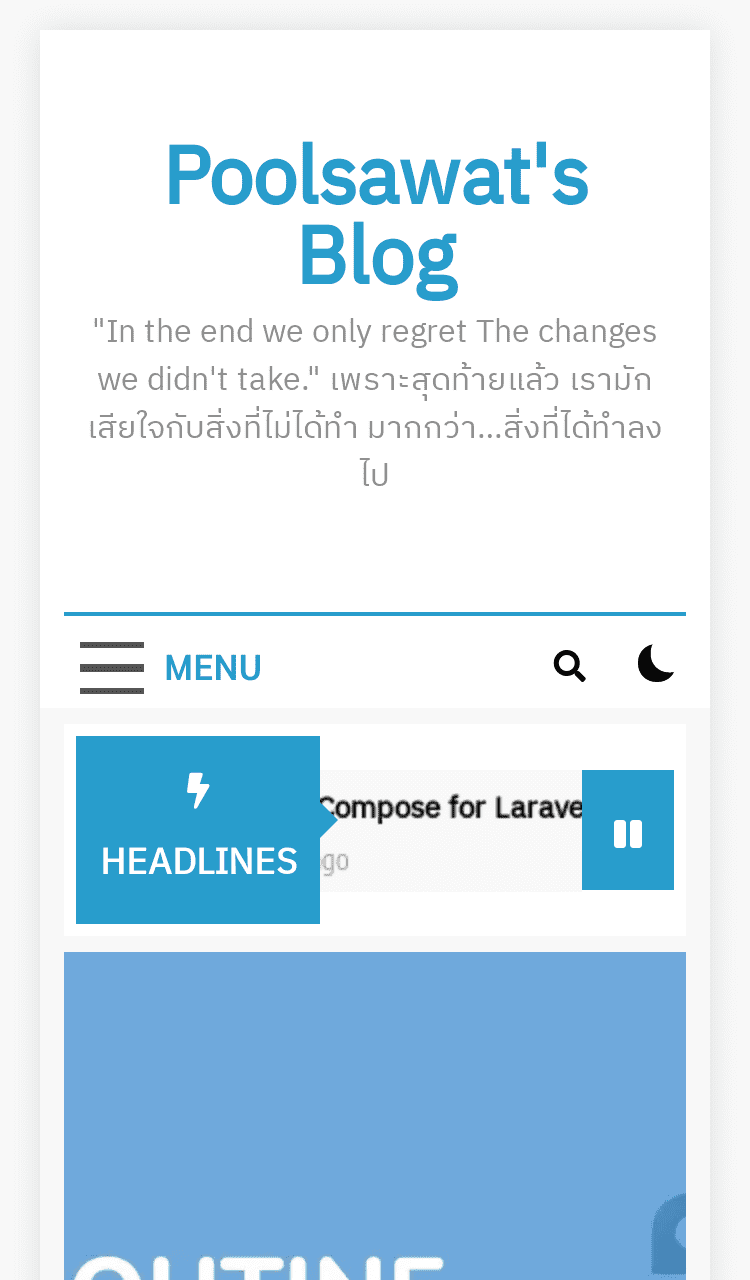 Poolsawat's
Blog
"In the end we only regret The changes
we didn't take." เพราะสุดท้ายแล้ว เรามัก
เสียใจกับสิ่งที่ไม่ได้ทำ มากกว่า...สิ่งที่ได้ทำลง
ไป
MENU
HEADLINES
Compose for